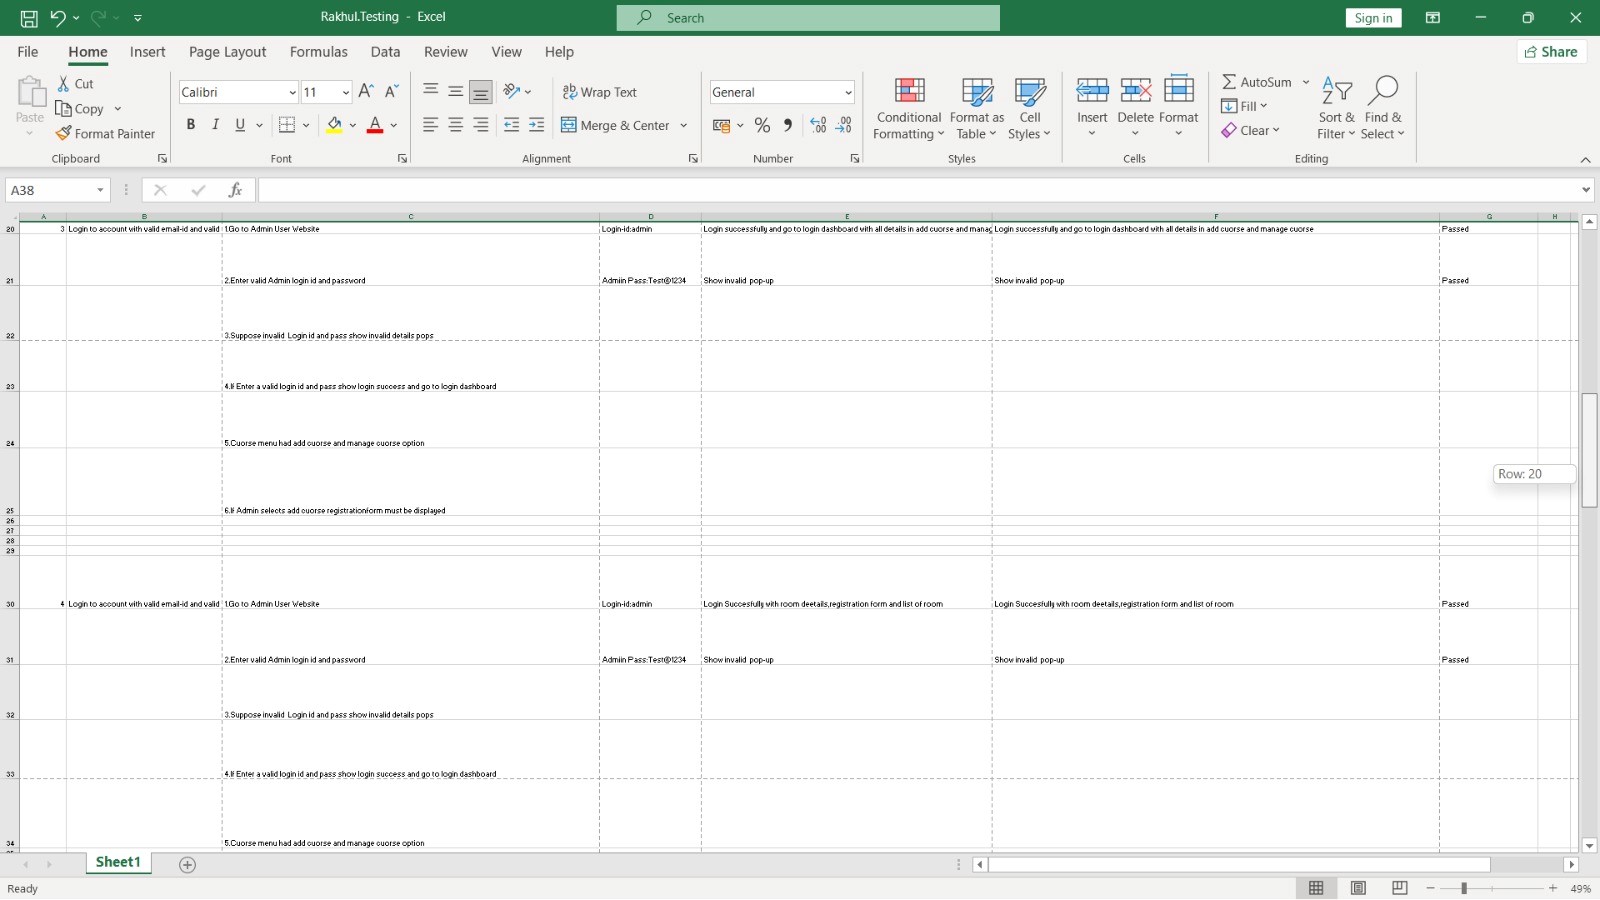 Rakhul.Testing - Excel
Search
Sign in
File Home Insert Page Layout Formulas Data Review View Help
Share
Paste
Cut
Copy
Format Painter
Clipboard
Calibri 11
B I U
Font
Wrap Text
Merge & Center
Alignment
General
Number
Conditional Formatting
Format as Table
Cell Styles
Styles
Insert Delete Format
Cells
AutoSum
Fill
Clear
Sort & Filter
Find & Select
Editing
A38
fx
A B C D E F G H
20 3 Login to account with valid email-id and valid 1.Go to Admin User Website Login-id:admin Login successfully and go to login dashboard with all details in add cuorse and manag Login successfully and go to login dashboard with all details in add cuorse and manage cuorse Passed
21 2.Enter valid Admin login id and password Admiin Pass:Test@1234 Show invalid pop-up Show invalid pop-up Passed
22 3.Suppose invalid Login id and pass show invalid details pops
23 4.If Enter a valid login id and pass show login success and go to login dashboard
24 5.Cuorse menu had add cuorse and manage cuorse option
25 6.If Admin selects add cuorse registrationform must be displayed
26
27
28
29
30 4 Login to account with valid email-id and valid 1.Go to Admin User Website Login-id:admin Login Succesfully with room deetails,registration form and list of room Login Succesfully with room deetails,registration form and list of room Passed
31 2.Enter valid Admin login id and password Admiin Pass:Test@1234 Show invalid pop-up Show invalid pop-up Passed
32 3.Suppose invalid Login id and pass show invalid details pops
33 4.If Enter a valid login id and pass show login success and go to login dashboard
34 5.Cuorse menu had add cuorse and manage cuorse option
Row: 20
Sheet1
Ready
49%